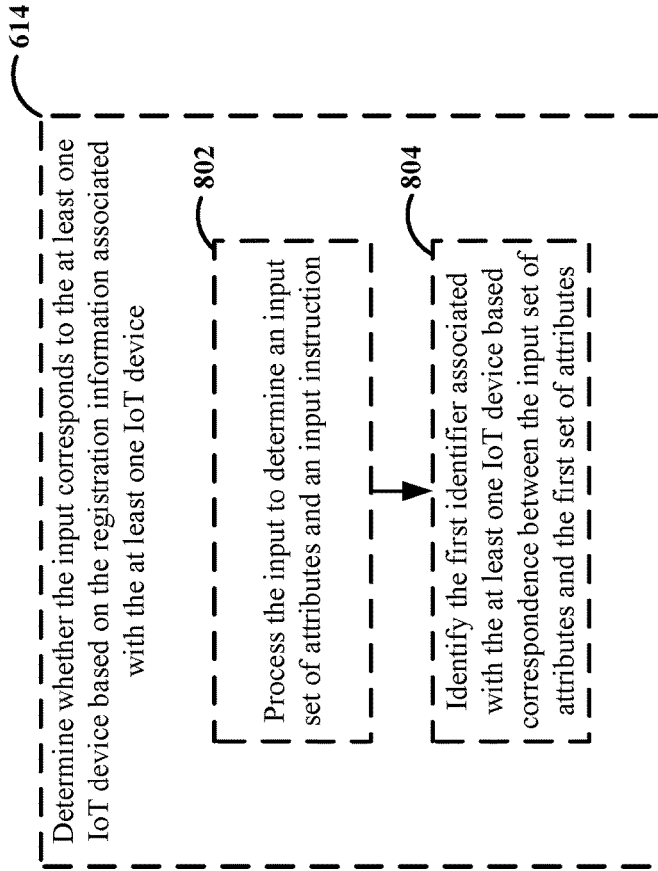 614
Determine whether the input corresponds to the at least one
IoT device based on the registration information associated
with the at least one IoT device
802
Process the input to determine an input
set of attributes and an input instruction
804
Identify the first identifier associated
with the at least one IoT device based
correspondence between the input set of
attributes and the first set of attributes